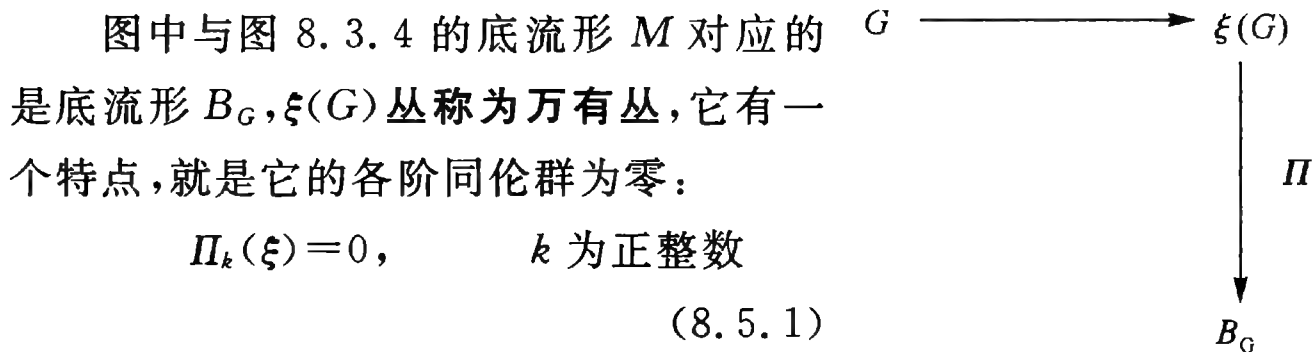 图中与图 8.3.4 的底流形 M 对应的
是底流形 B_G,ξ(G)丛称为万有丛,它有一
个特点,就是它的各阶同伦群为零:
Π_k(ξ)=0, k 为正整数
(8.5.1)
G
ξ(G)
Π
B_G